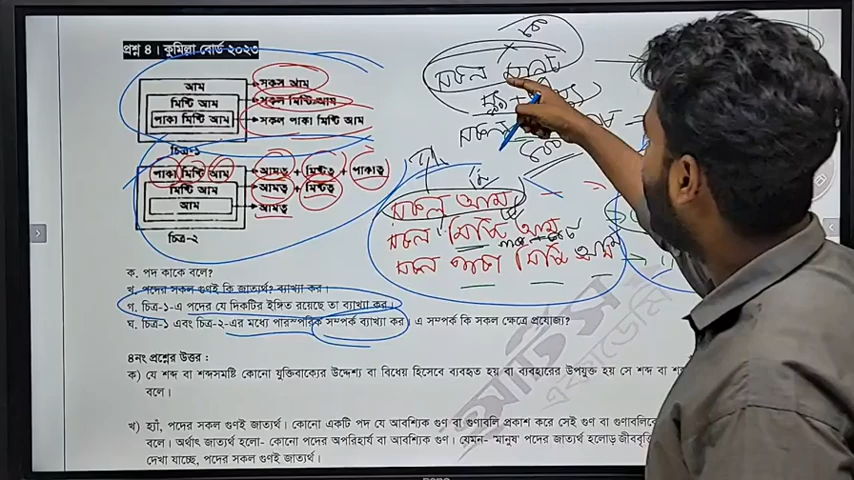 প্রশ্ন ৪ | কুমিল্লা বোর্ড ২০২৩
আম
মিষ্টি আম
পাকা মিষ্টি আম
সকল আম
সকল মিষ্টি আম
সকল পাকা মিষ্টি আম
চিত্র-১
পাকা মিষ্টি আম
মিষ্টি আম
আম
আমত্ব + মিষ্টত্ব + পাকাত্ব
আমত্ব + মিষ্টত্ব
আমত্ব
চিত্র-২
সকল আম
সকল মিষ্টি আম
সকল পাকা মিষ্টি আম
ক. পদ কাকে বলে?
খ. পদের সকল গুণই কি জাত্যর্থ? ব্যাখ্যা কর।
গ. চিত্র-১-এ পদের যে দিকটির ইঙ্গিত রয়েছে তা ব্যাখ্যা কর।
ঘ. চিত্র-১ এবং চিত্র-২-এর মধ্যে পারস্পরিক সম্পর্ক ব্যাখ্যা কর। এ সম্পর্ক কি সকল ক্ষেত্রে প্রযোজ্য?
৪নং প্রশ্নের উত্তর :
ক) যে শব্দ বা শব্দসমষ্টি কোনো যুক্তিবাক্যের উদ্দেশ্য বা বিধেয় হিসেবে ব্যবহৃত হয় বা ব্যবহারের উপযুক্ত হয় সে শব্দ বা
বলে।
খ) হ্যাঁ, পদের সকল গুণই জাত্যর্থ। কোনো একটি পদ যে আবশ্যিক গুণ বা গুণাবলি প্রকাশ করে সেই গুণ বা
বলে। অর্থাৎ জাত্যর্থ হলো- কোনো পদের অপরিহার্য বা আবশ্যিক গুণ। যেমন- 'মানুষ' পদের জাত্যর্থ হলোড়
দেখা যাচ্ছে, পদের সকল গুণই জাত্যর্থ।
একাডেমি